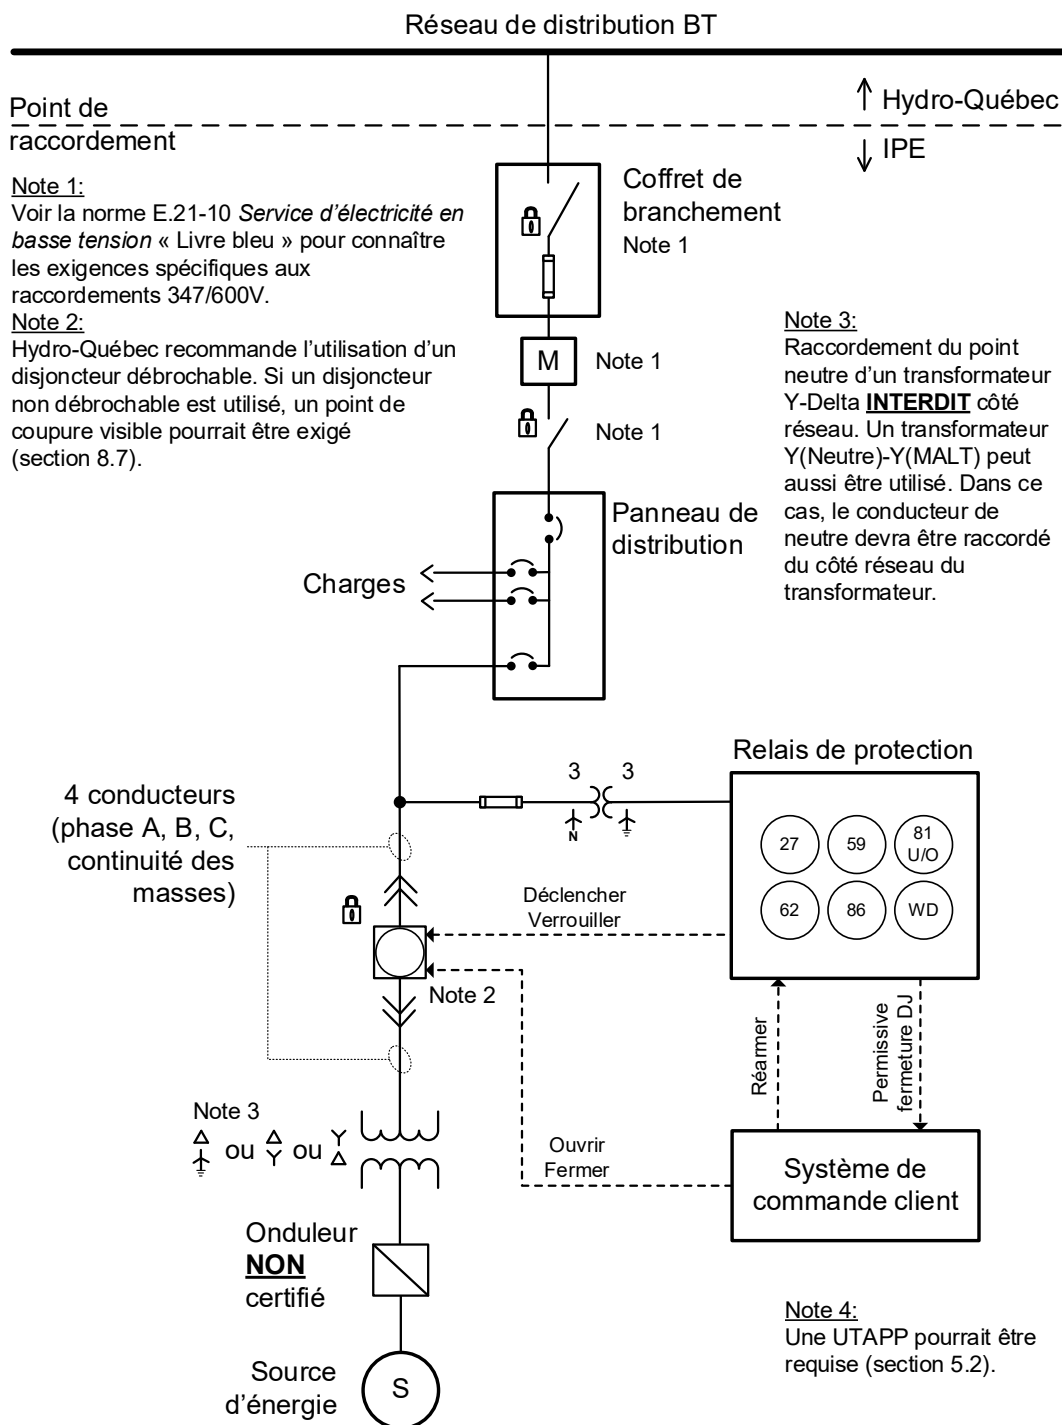 Réseau de distribution BT
Point de
raccordement
Hydro-Québec
IPE
Note 1:
Voir la norme E.21-10 Service d'électricité en
basse tension « Livre bleu » pour connaître
les exigences spécifiques aux
raccordements 347/600V.
Note 2:
Hydro-Québec recommande l'utilisation d'un
disjoncteur débrochable. Si un disjoncteur
non débrochable est utilisé, un point de
coupure visible pourrait être exigé
(section 8.7).
Coffret de
branchement
Note 1
M
Note 1
Note 1
Note 3:
Raccordement du point
neutre d'un transformateur
Y-Delta INTERDIT côté
réseau. Un transformateur
Y(Neutre)-Y(MALT) peut
aussi être utilisé. Dans ce
cas, le conducteur de
neutre devra être raccordé
du côté réseau du
transformateur.
Panneau de
distribution
Charges
Relais de protection
3 3
N
27 59 81
U/O
62 86 WD
4 conducteurs
(phase A, B, C,
continuité des
masses)
Déclencher
Verrouiller
Note 2
Réarmer
Permissive
fermeture DJ
Note 3
ou ou
Ouvrir
Fermer
Système de
commande client
Onduleur
NON
certifié
Source
d'énergie
S
Note 4:
Une UTAPP pourrait être
requise (section 5.2).